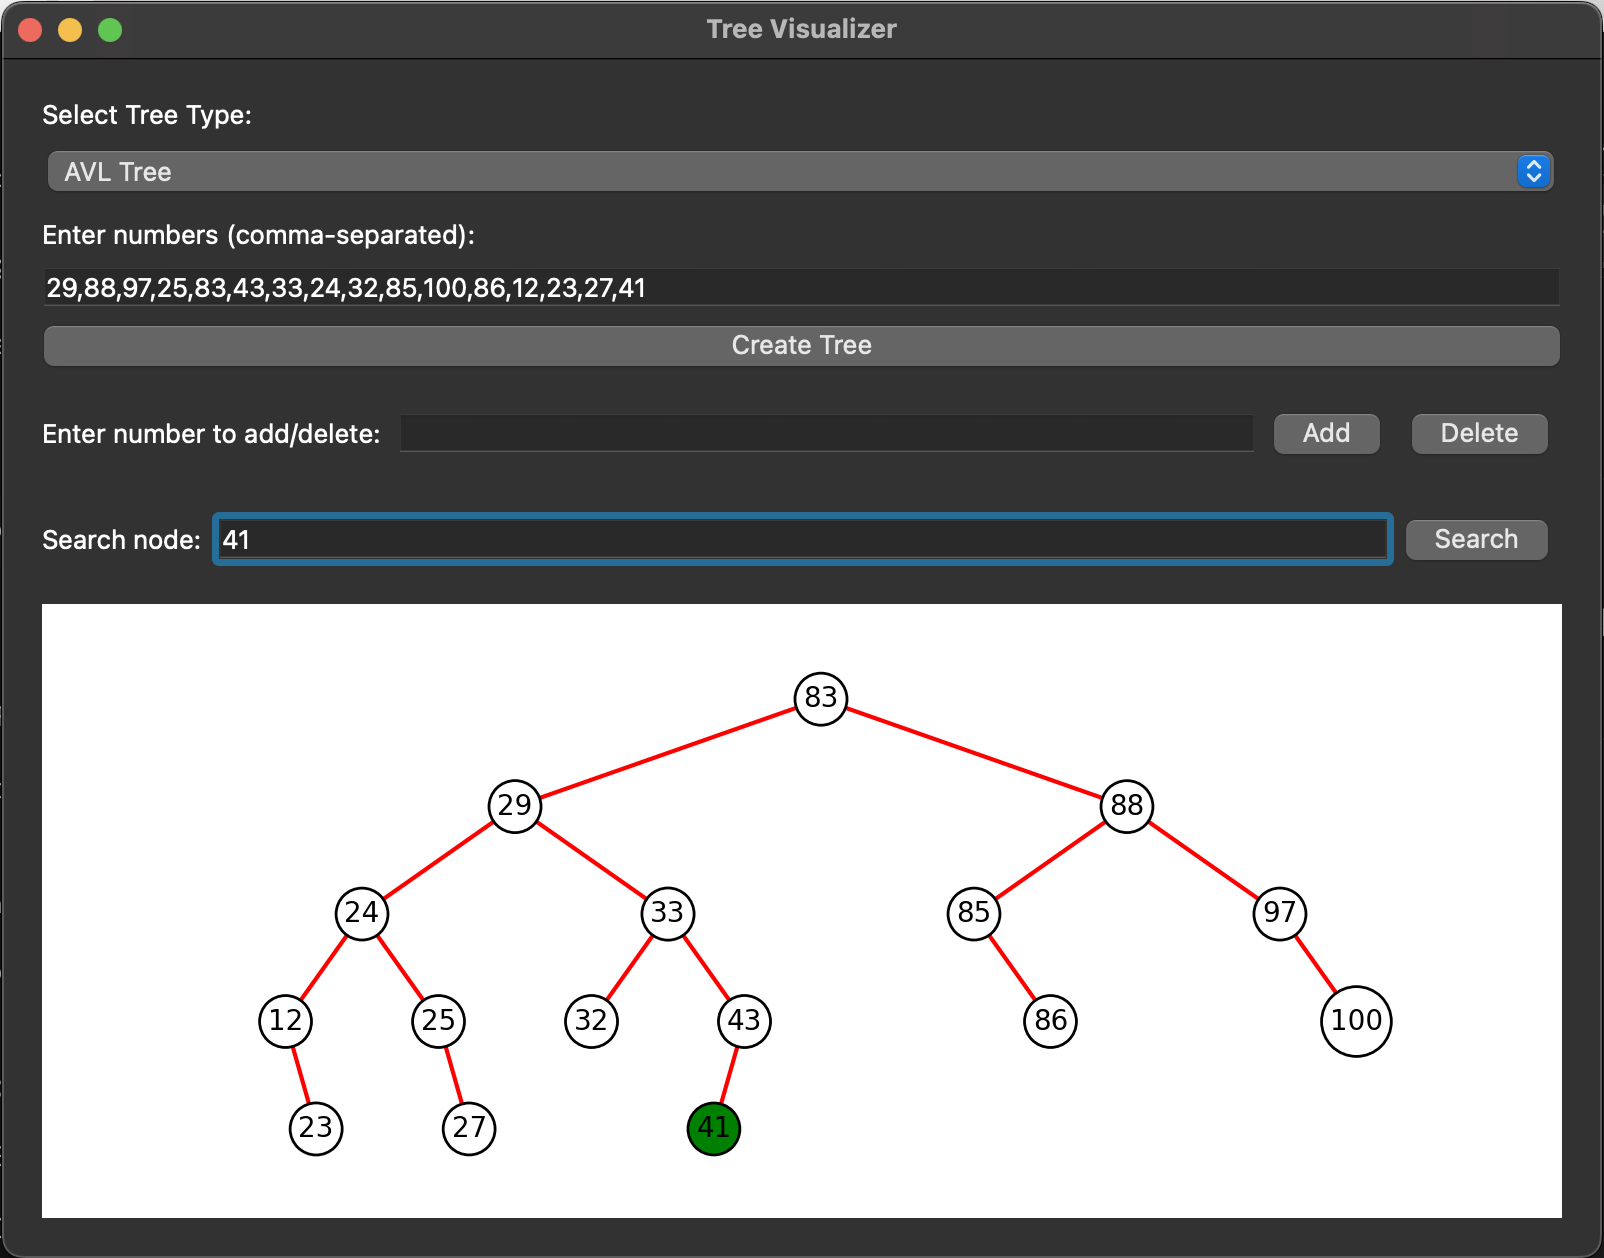 Tree Visualizer
Select Tree Type:
AVL Tree
Enter numbers (comma-separated):
29,88,97,25,83,43,33,24,32,85,100,86,12,23,27,41
Create Tree
Enter number to add/delete:
Add
Delete
Search node:
41
Search
83
29
88
24
33
85
97
12
25
32
43
86
100
23
27
41